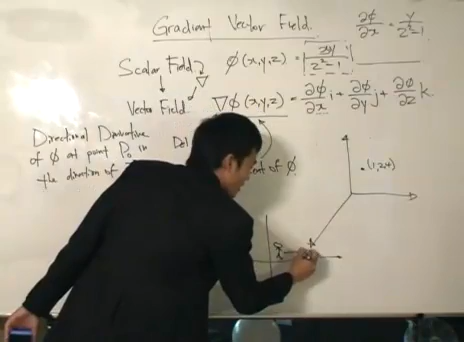 Gradient Vector Field.
∂φ/∂x = y/z²-1
Scalar Field φ(x,y,z) = xy/z²-1
▽
Vector Field ▽φ(x,y,z) = ∂φ/∂x i + ∂φ/∂y j + ∂φ/∂z k
Directional Derivative Del
of φ at point P₀ in
the direction of of φ
(1,2,4)